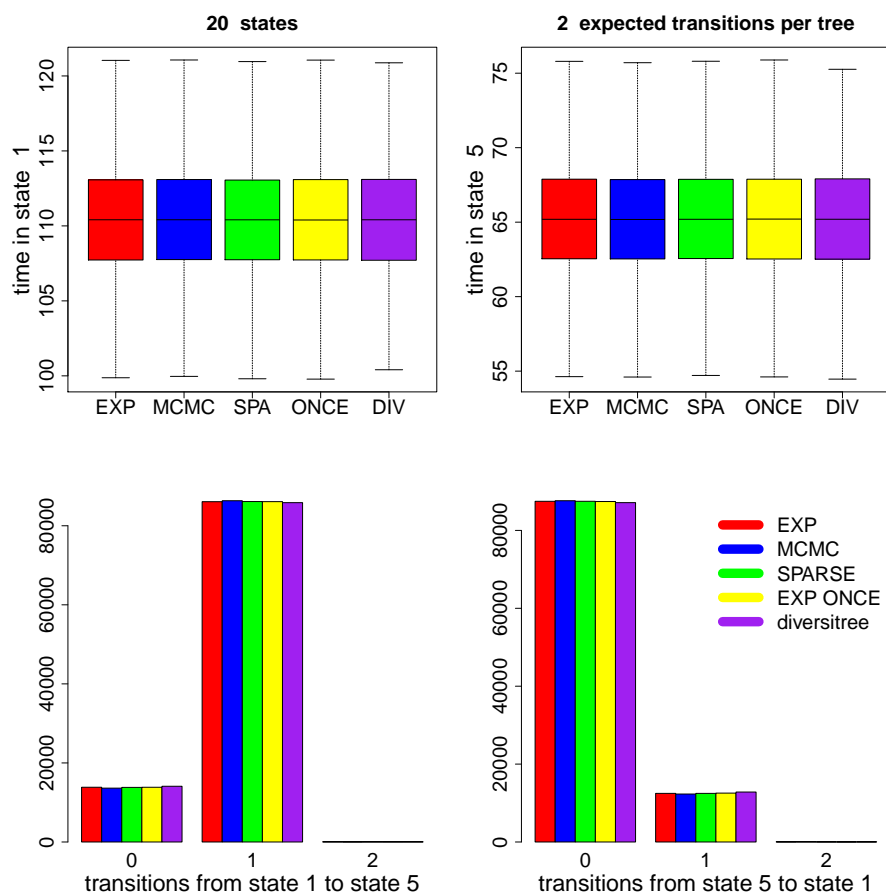 20 states
2 expected transitions per tree
time in state 1
120
115
110
105
100
EXP MCMC SPA ONCE DIV
time in state 5
75
70
65
60
55
EXP MCMC SPA ONCE DIV
80000
60000
40000
20000
0
0 1 2
transitions from state 1 to state 5
80000
60000
40000
20000
0
EXP
MCMC
SPARSE
EXP ONCE
diversitree
0 1 2
transitions from state 5 to state 1